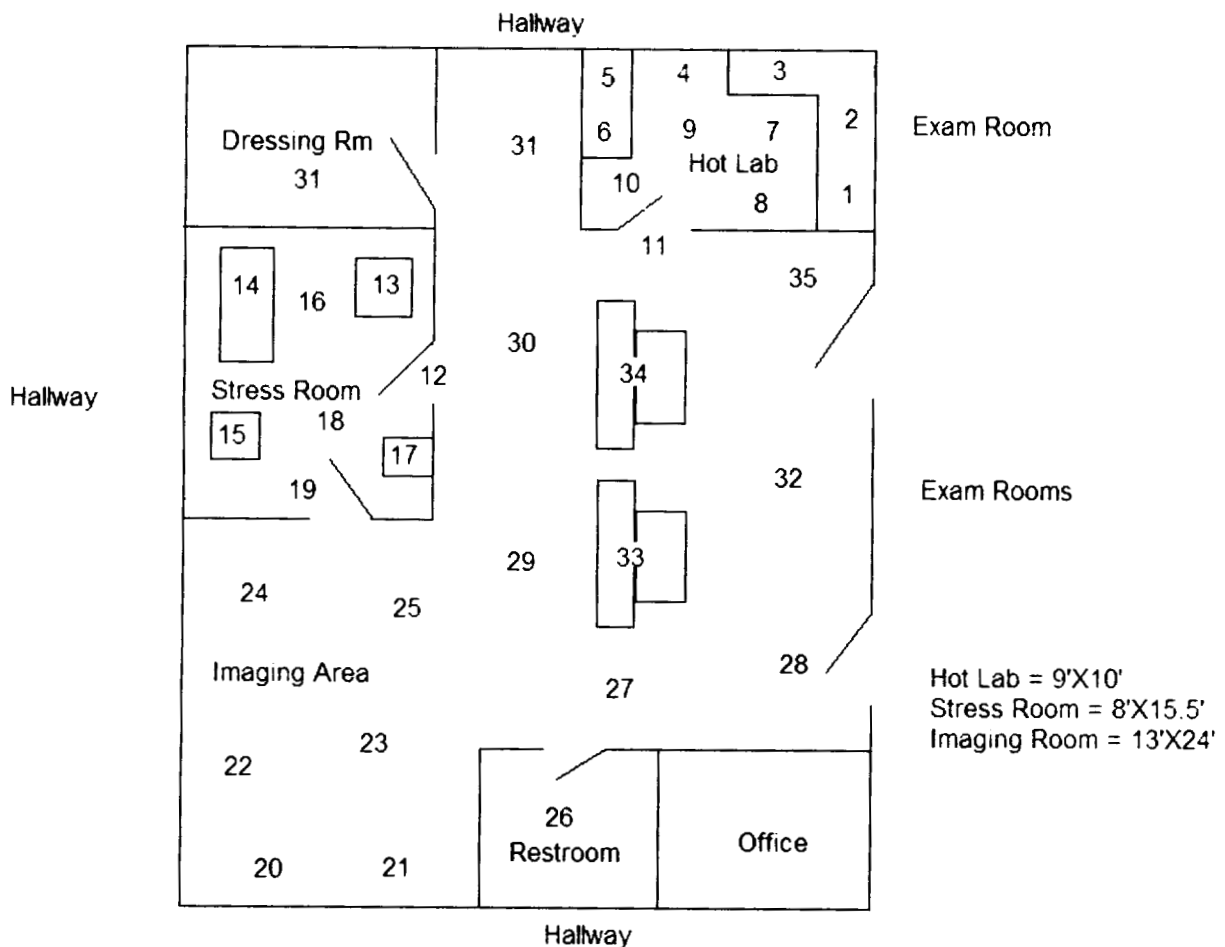 Hallway
5 4 3
Dressing Rm 31 6 9 7 2 Exam Room
31 10 Hot Lab
8 1
11
35
14 16 13
30
Hallway Stress Room 12 34
15 18 17
19 32 Exam Rooms
29 33
24 25
Imaging Area 27 28
Hot Lab = 9'X10'
Stress Room = 8'X15.5'
Imaging Room = 13'X24'
22 23
26
Restroom Office
20 21
Hallway